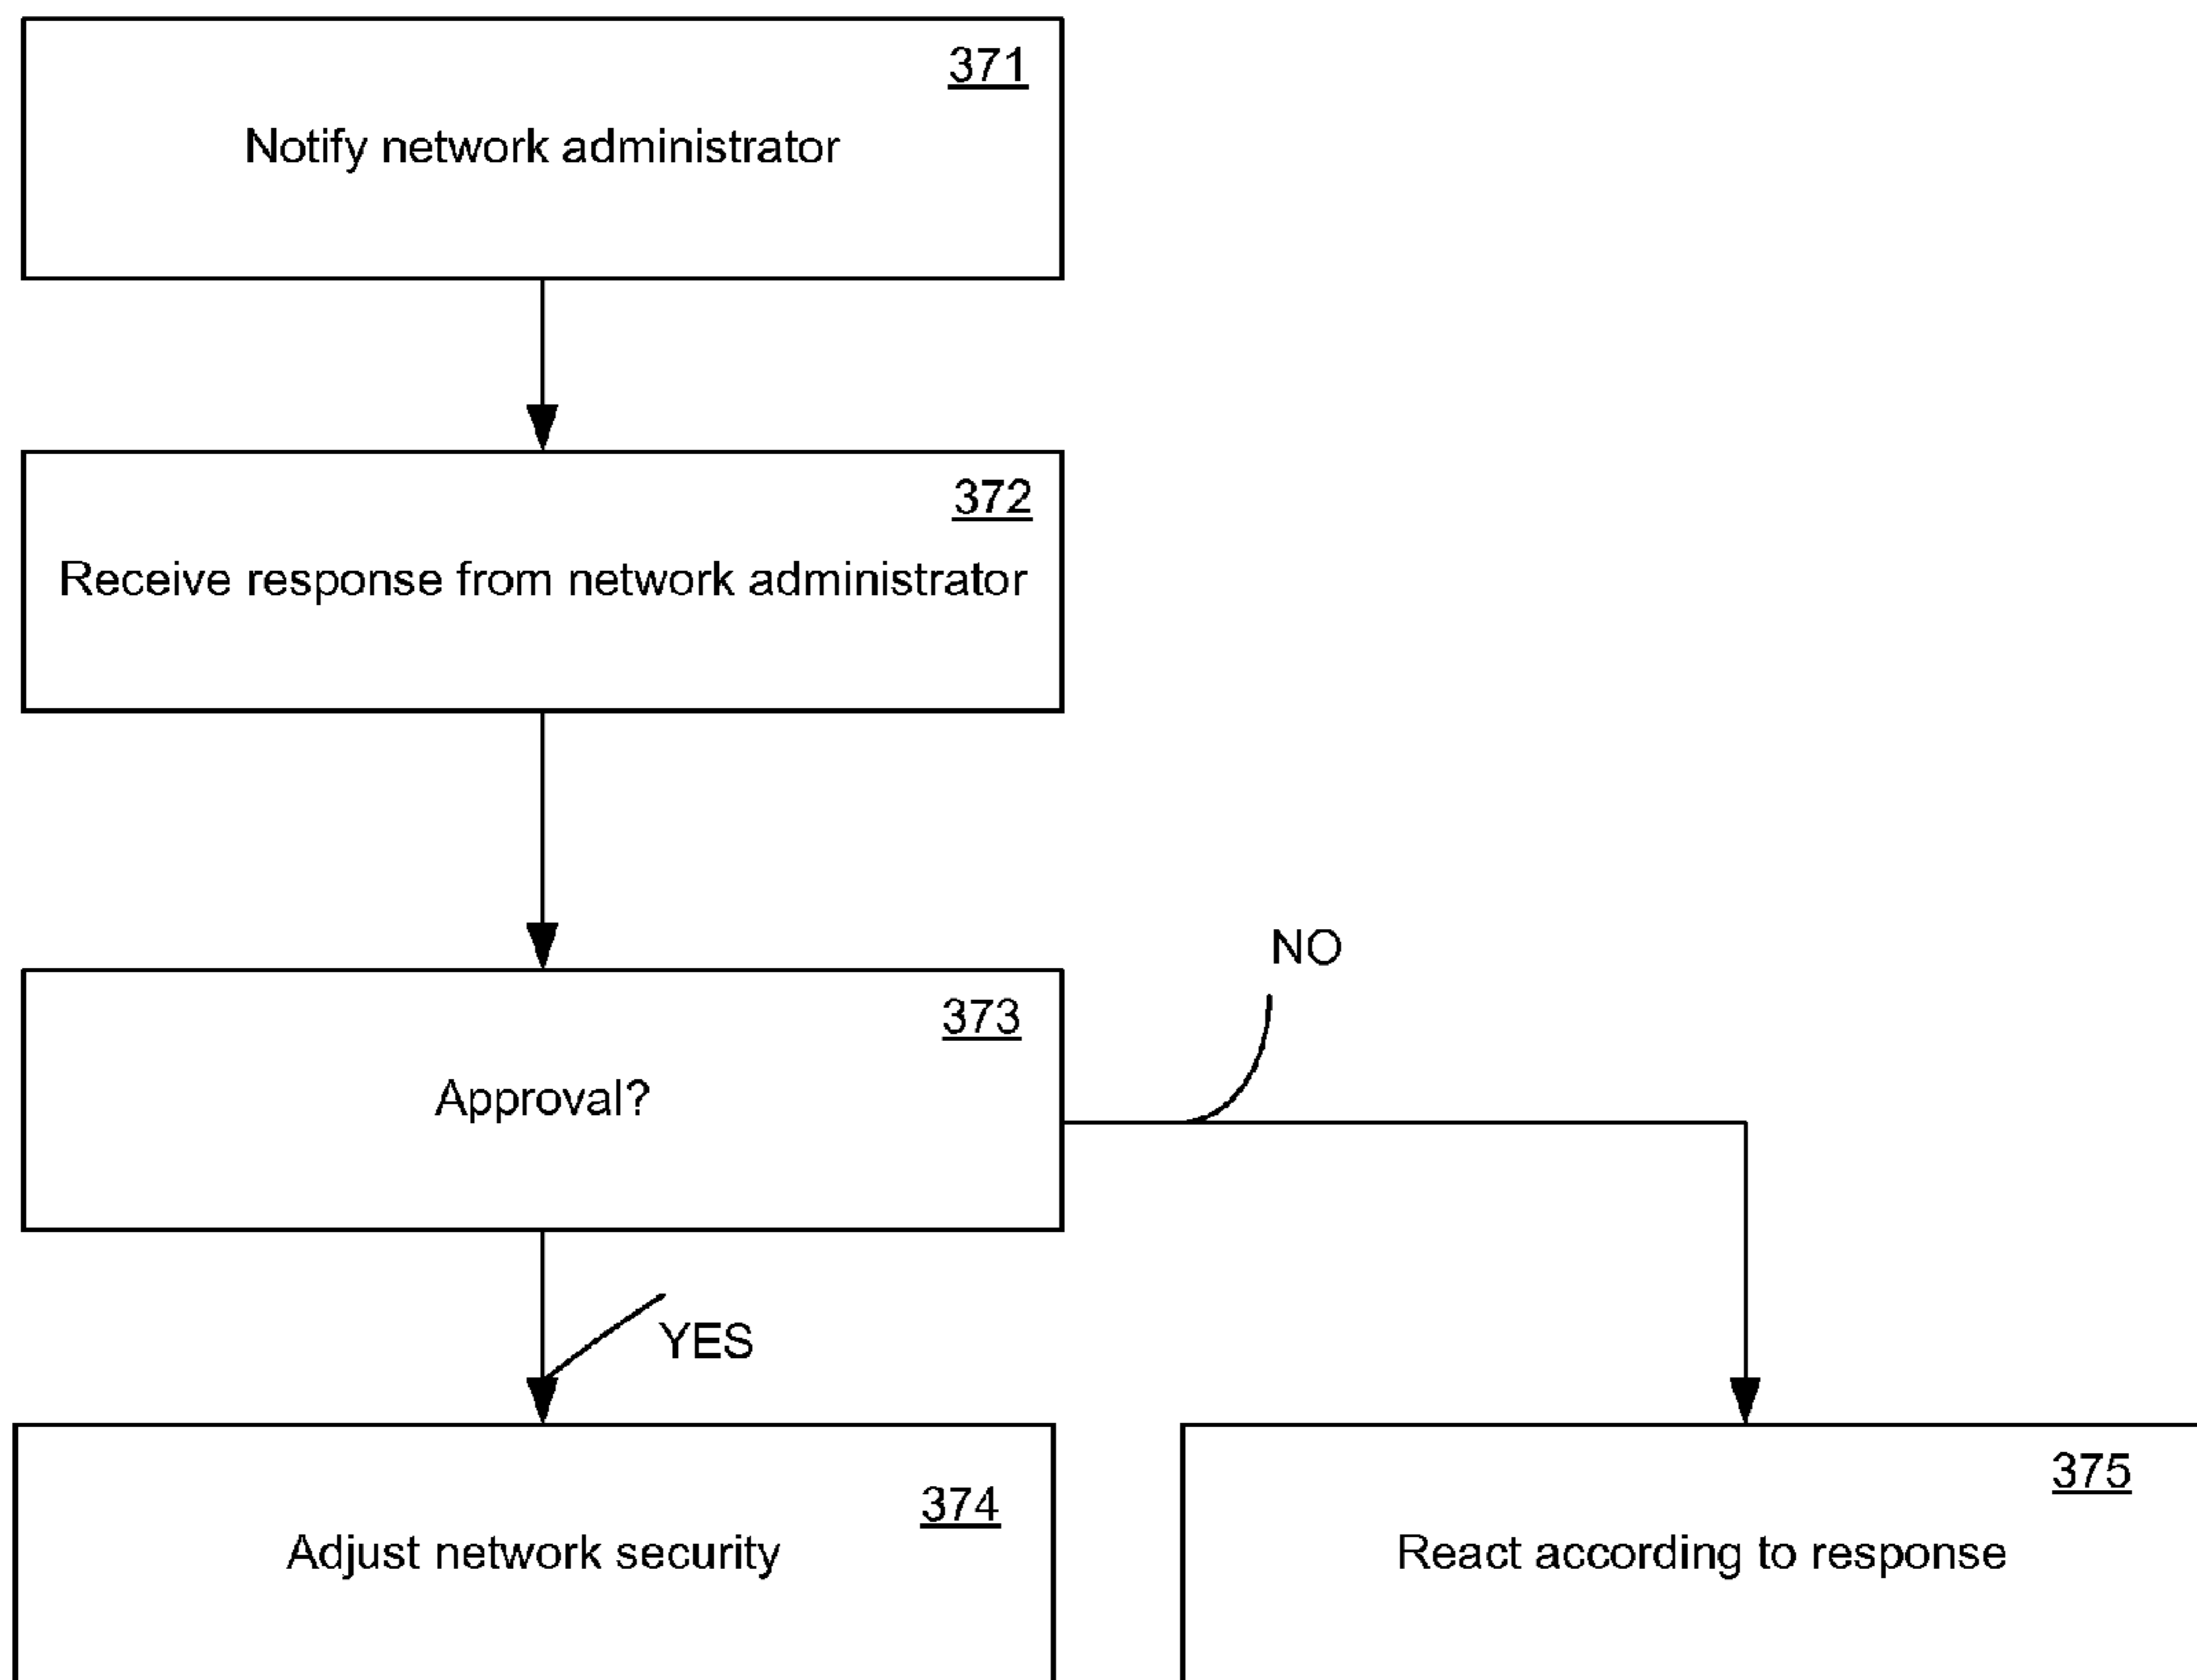 371
Notify network administrator
372
Receive response from network administrator
NO
373
Approval?
YES
374
Adjust network security
375
React according to response